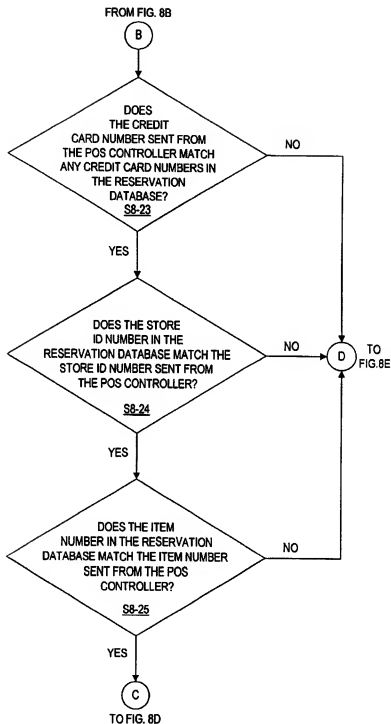 FROM FIG. 8B
B
DOES
THE CREDIT
CARD NUMBER SENT FROM
THE POS CONTROLLER MATCH
ANY CREDIT CARD NUMBERS IN
THE RESERVATION
DATABASE?
S8-23
NO
YES
DOES THE STORE
ID NUMBER IN THE
RESERVATION DATABASE MATCH THE
STORE ID NUMBER SENT FROM
THE POS CONTROLLER?
S8-24
NO
D
TO
FIG.8E
YES
DOES THE ITEM
NUMBER IN THE RESERVATION
DATABASE MATCH THE ITEM NUMBER
SENT FROM THE POS
CONTROLLER?
S8-25
NO
YES
C
TO FIG. 8D